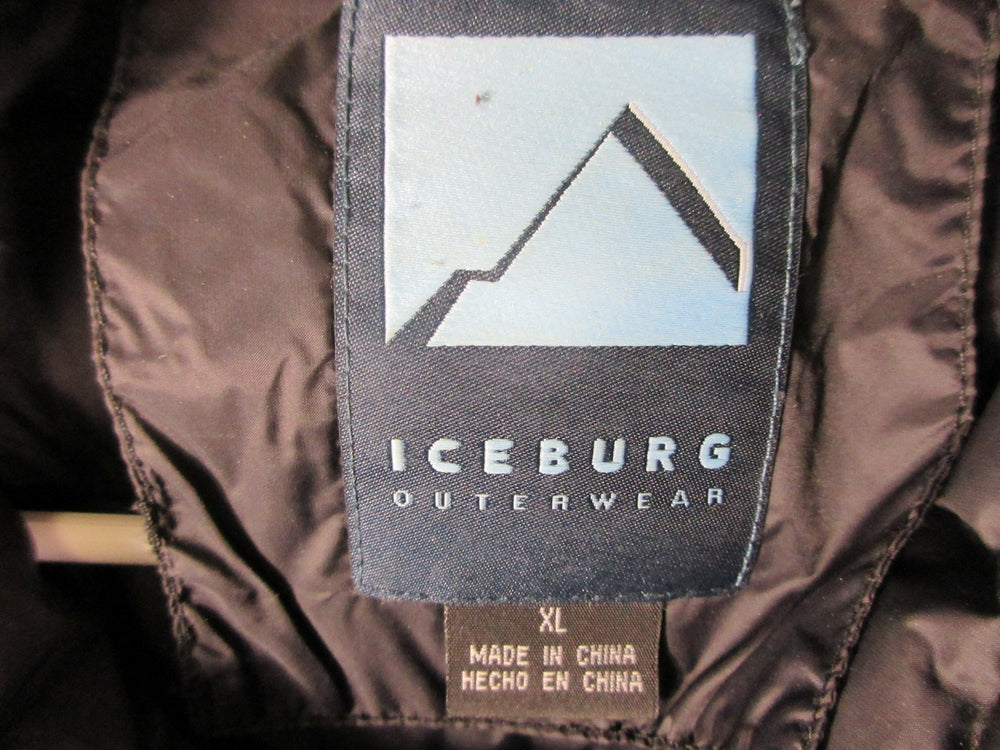 ICEBURG
OUTERWEAR
XL
MADE IN CHINA
HECHO EN CHINA